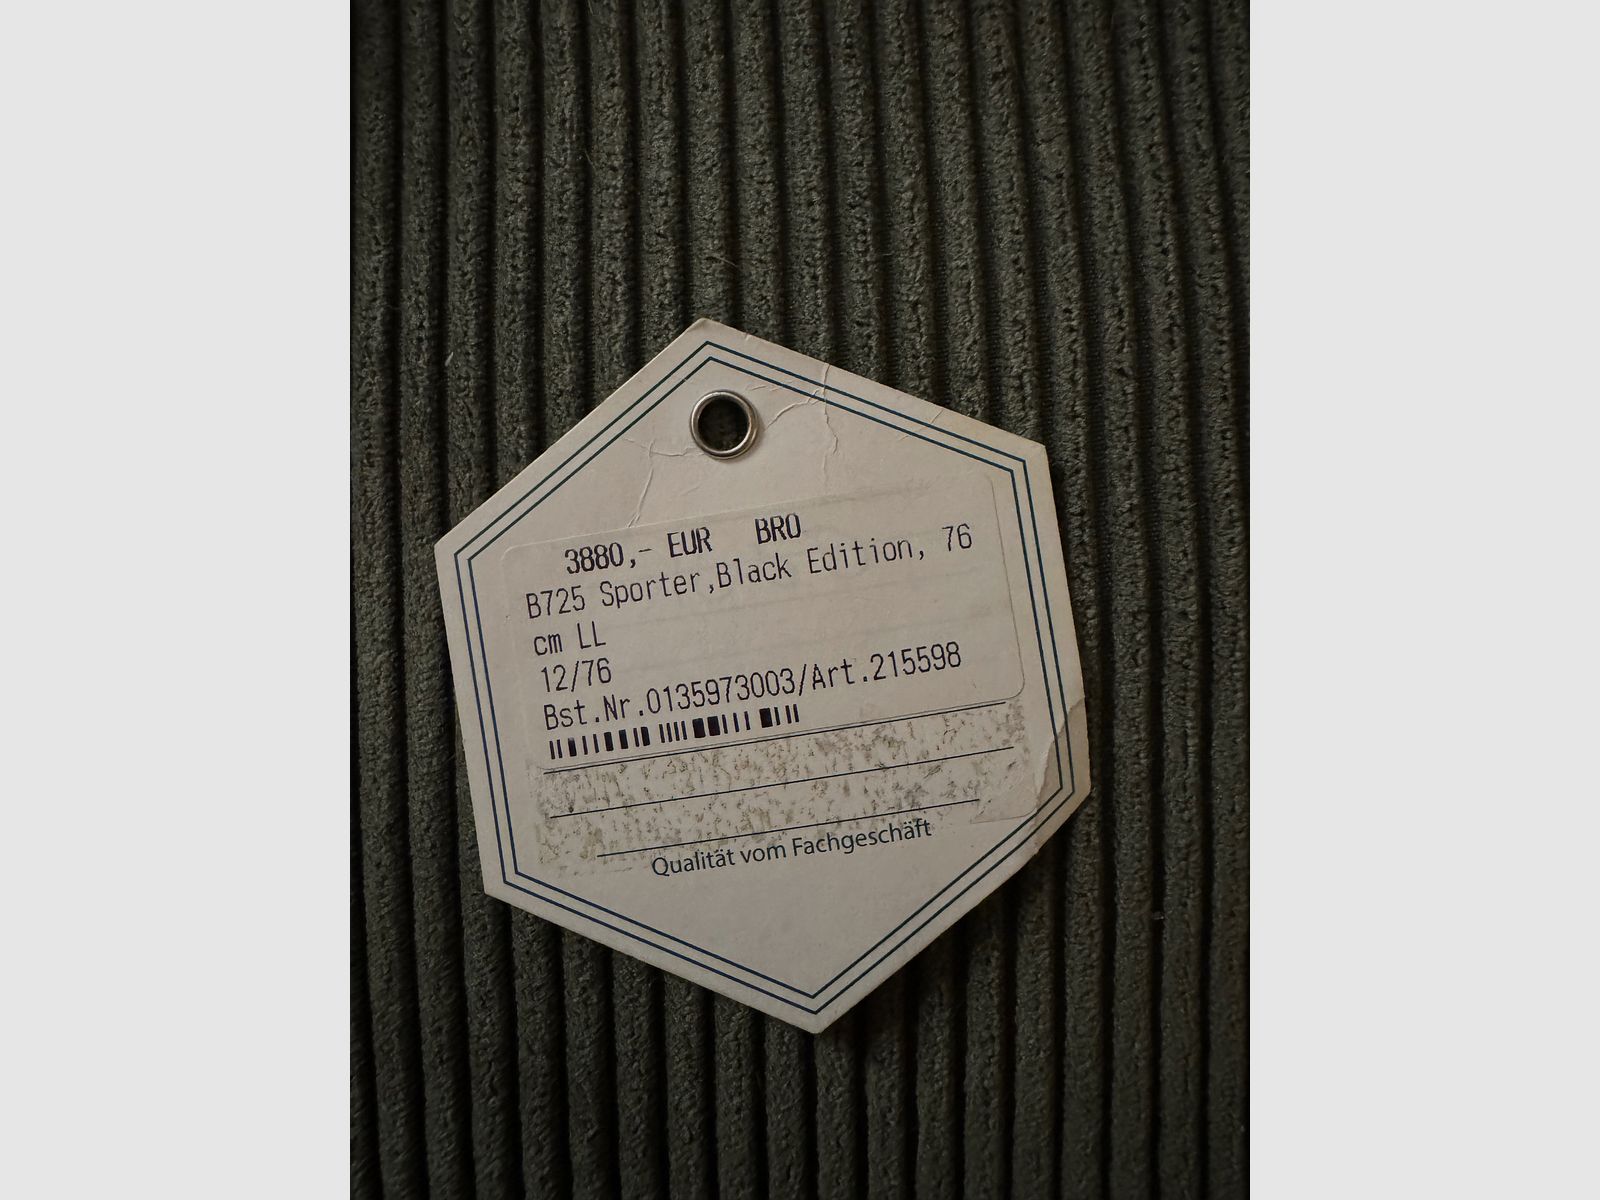 3880,- EUR BRO
B725 Sporter,Black Edition, 76
cm LL
12/76
Bst.Nr.0135973003/Art.215598
Qualität vom Fachgeschäft